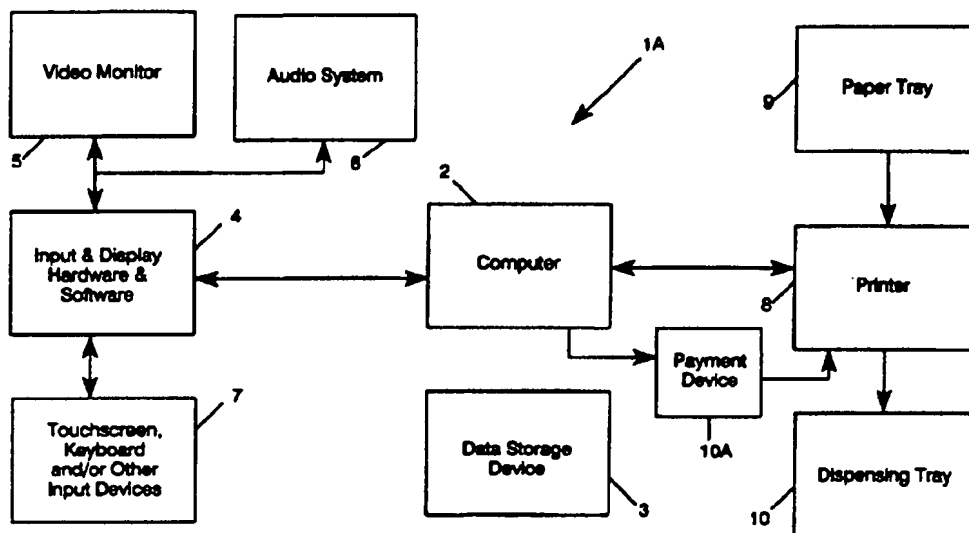 Video Monitor
5
Audio System
6
1A
Paper Tray
9
Input & Display
Hardware &
Software
4
Computer
2
Printer
8
Payment
Device
10A
Touchscreen,
Keyboard
and/or Other
Input Devices
7
Data Storage
Device
3
Dispensing Tray
10